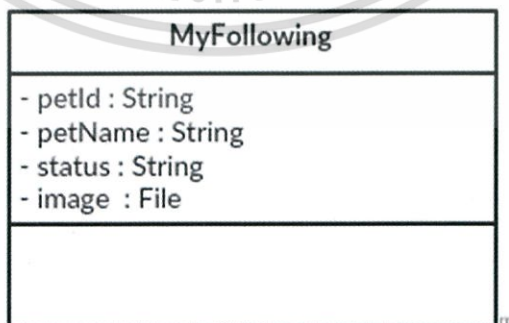 MyFollowing
- petId : String
- petName : String
- status : String
- image : File